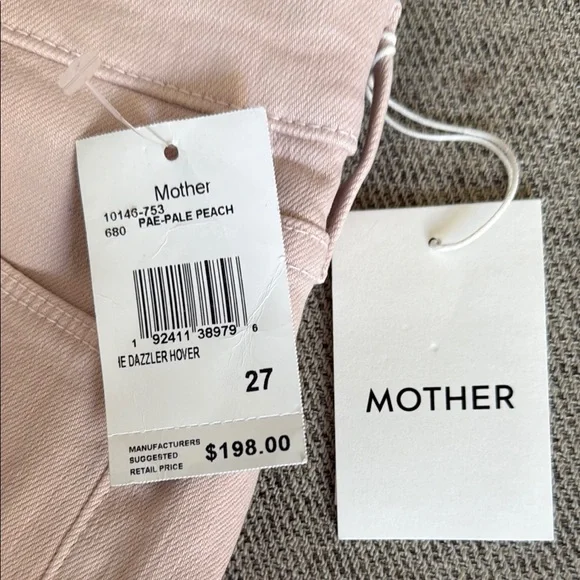 Mother
10146-753
680 PAE-PALE PEACH
1 92411 38979 6
HE DAZZLER HOVER
27
MANUFACTURERS
SUGGESTED
RETAIL PRICE
$198.00
MOTHER